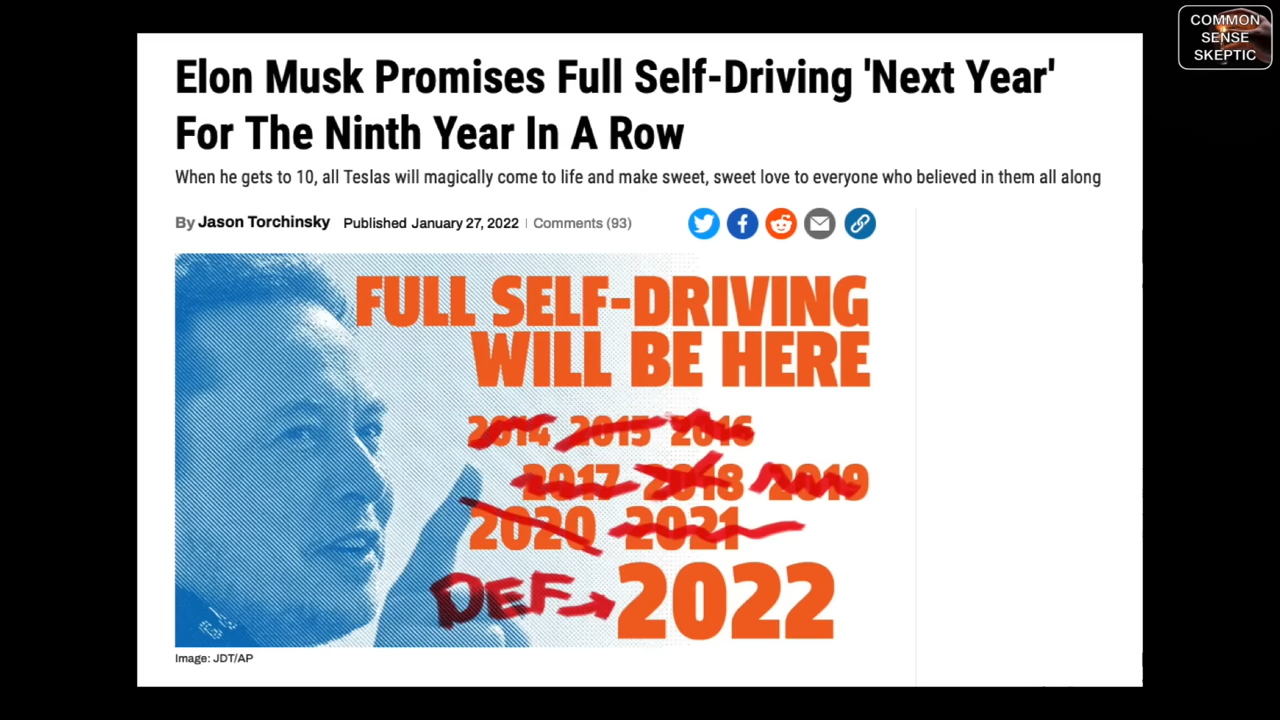 COMMON
SENSE
SKEPTIC
Elon Musk Promises Full Self-Driving 'Next Year'
For The Ninth Year In A Row
When he gets to 10, all Teslas will magically come to life and make sweet, sweet love to everyone who believed in them all along
By Jason Torchinsky Published January 27, 2022 | Comments (93)
FULL SELF-DRIVING
WILL BE HERE
2014 2015 2016
2017 2018 2019
2020 2021
DEF→2022
Image: JDT/AP